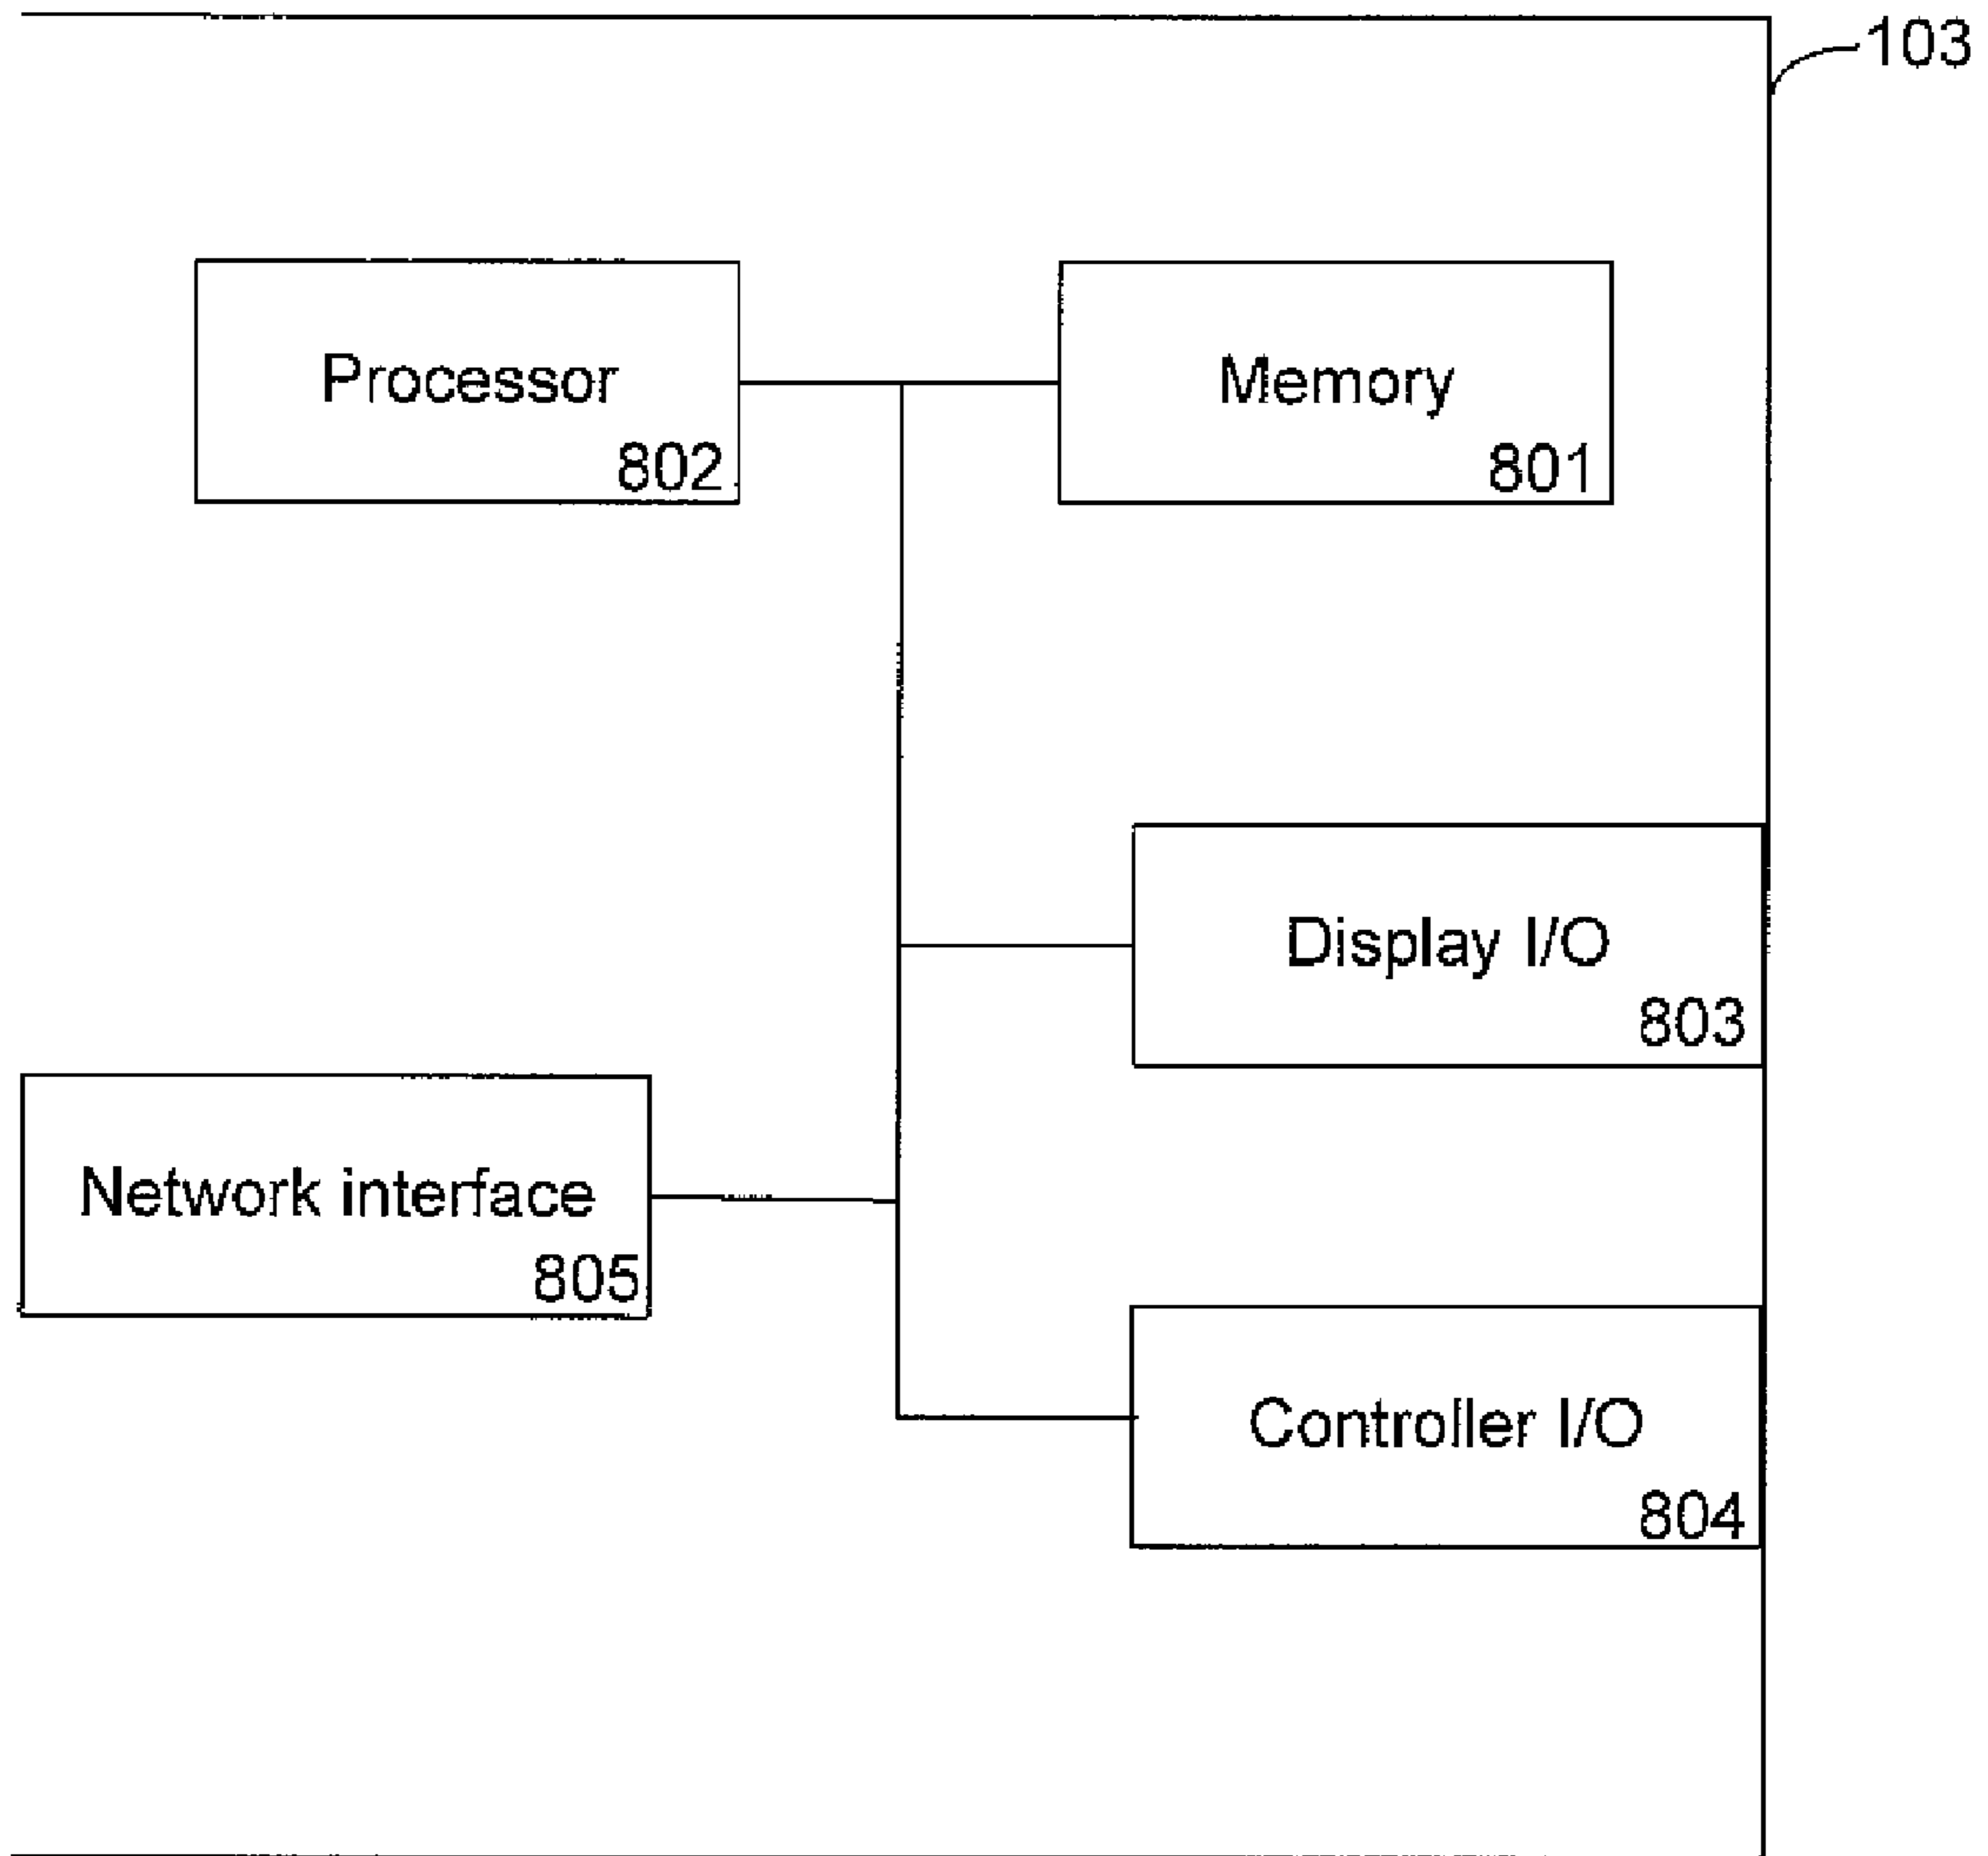 103
Processor
802
Memory
801
Display I/O
803
Network interface
805
Controller I/O
804